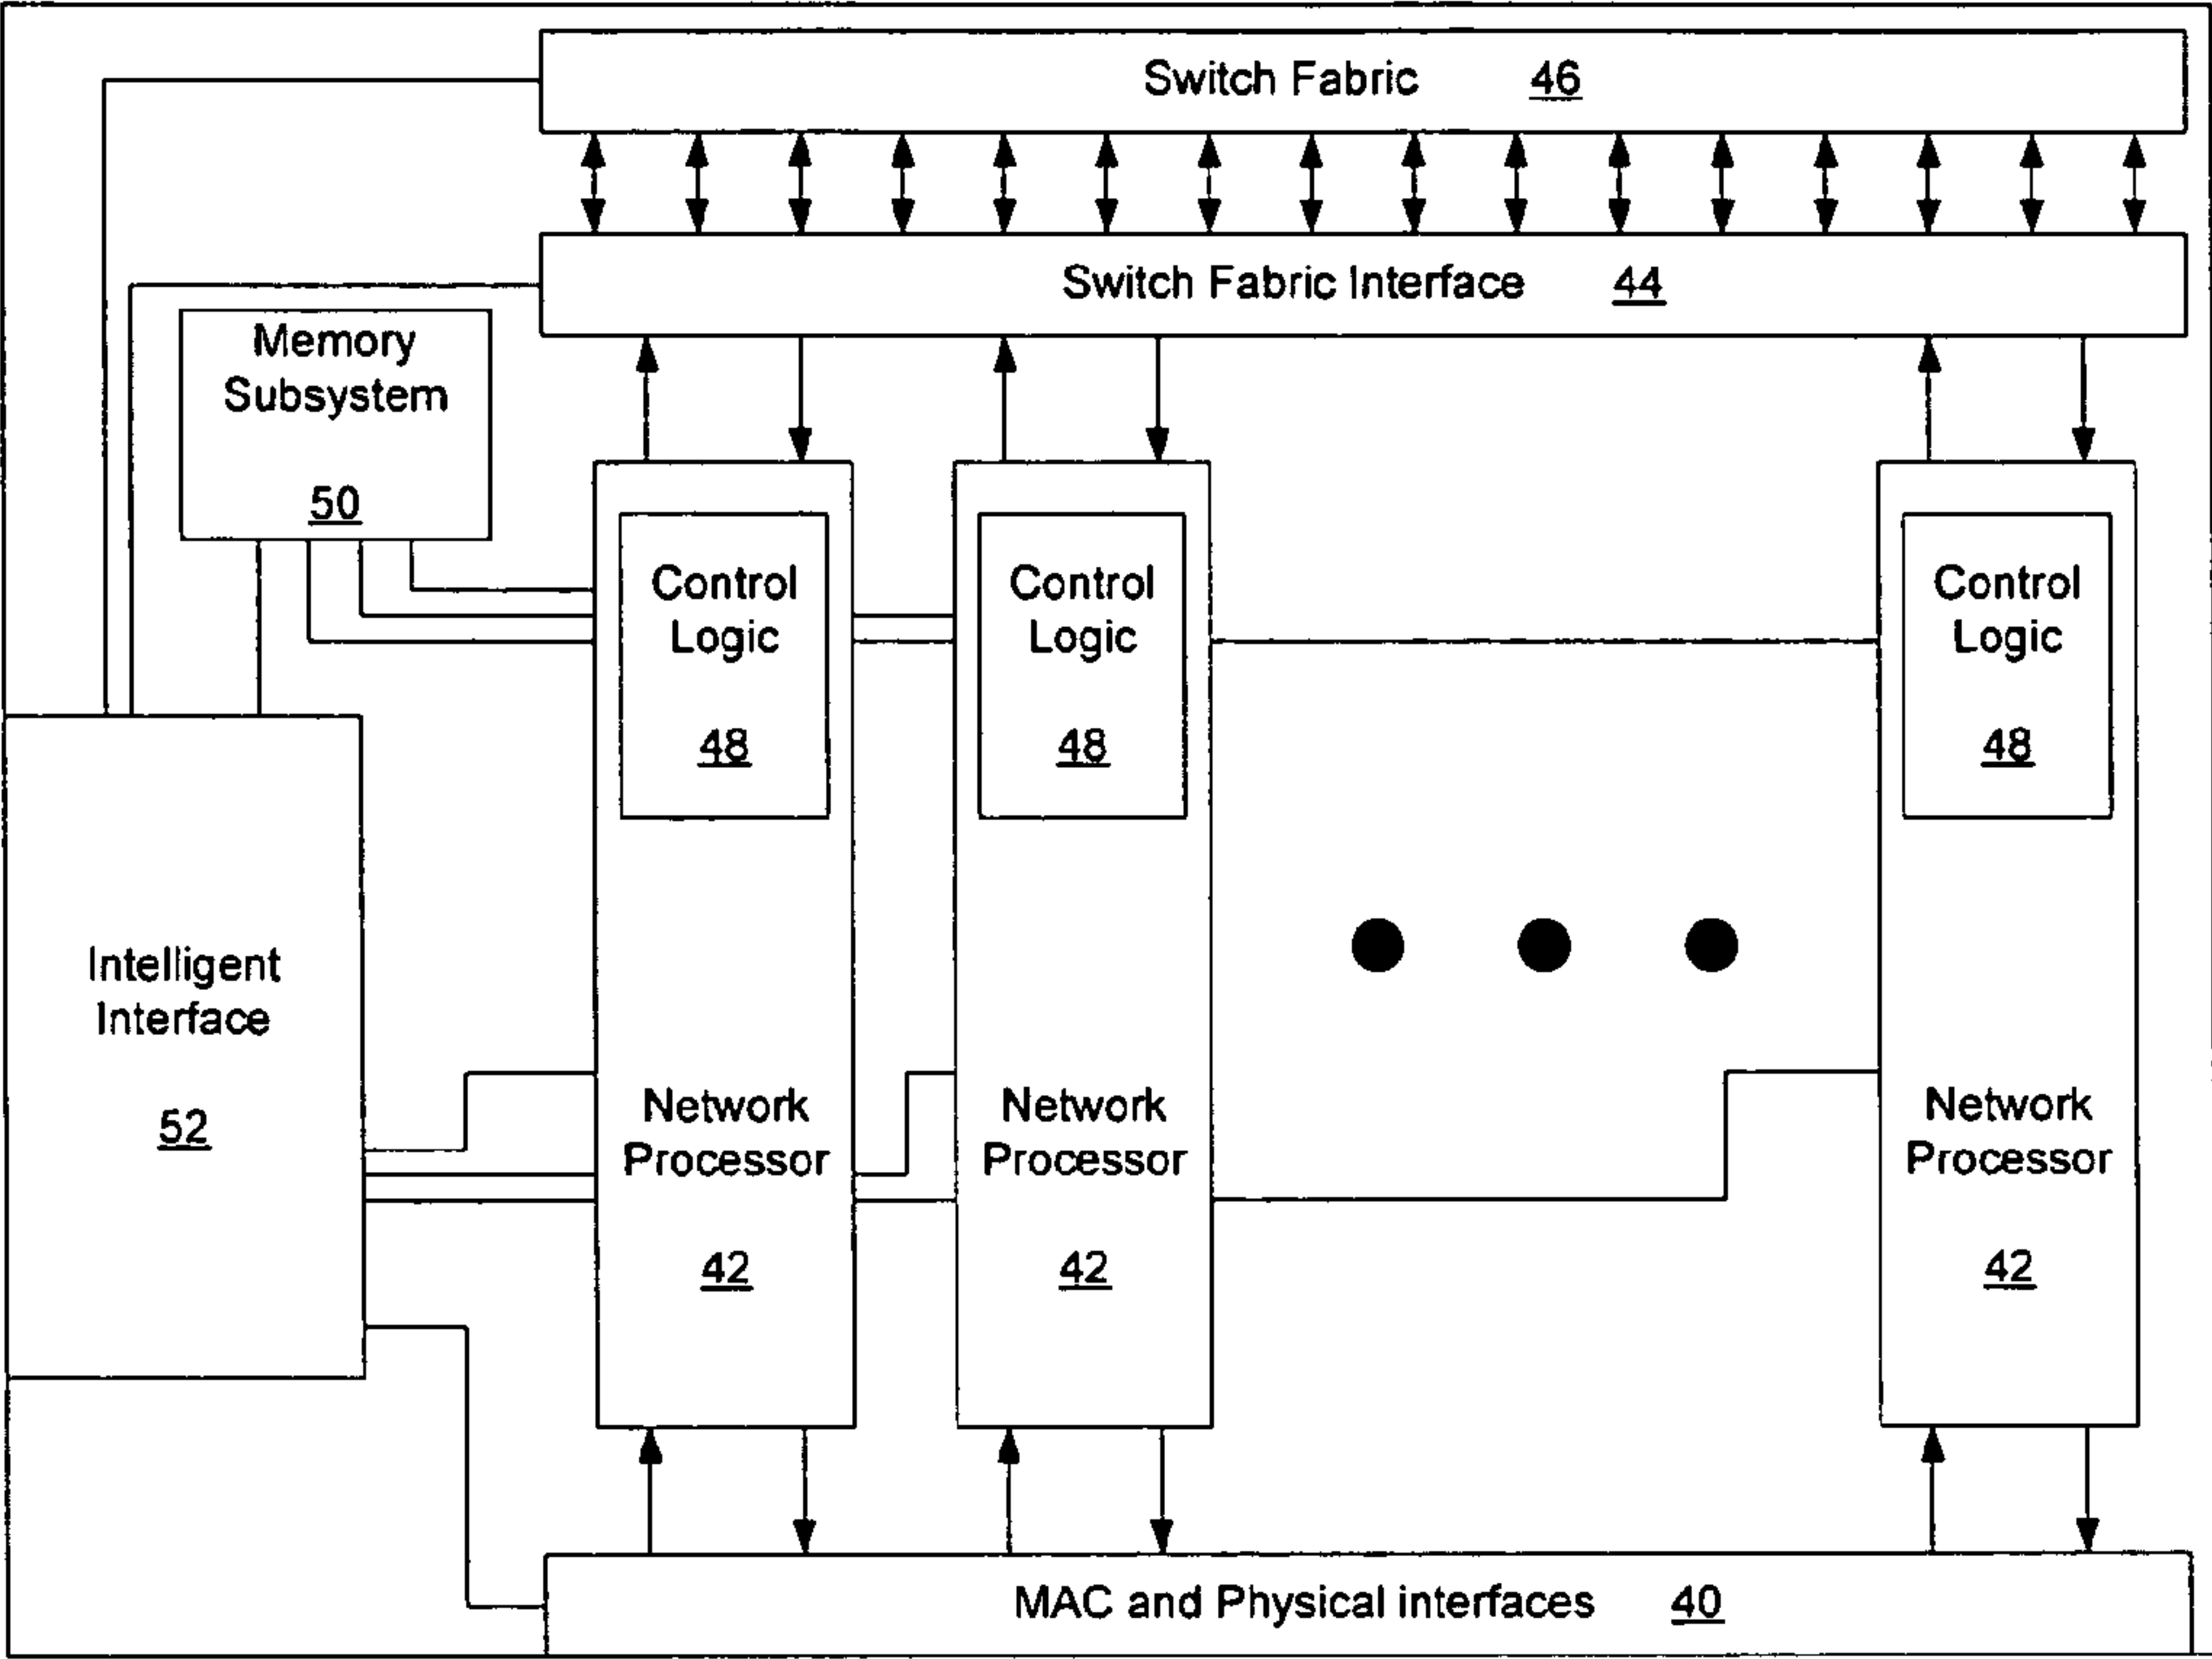 Switch Fabric 46
Switch Fabric Interface 44
Memory
Subsystem
50
Control
Logic
48
Control
Logic
48
Control
Logic
48
Intelligent
Interface
52
Network
Processor
42
Network
Processor
42
Network
Processor
42
MAC and Physical interfaces 40